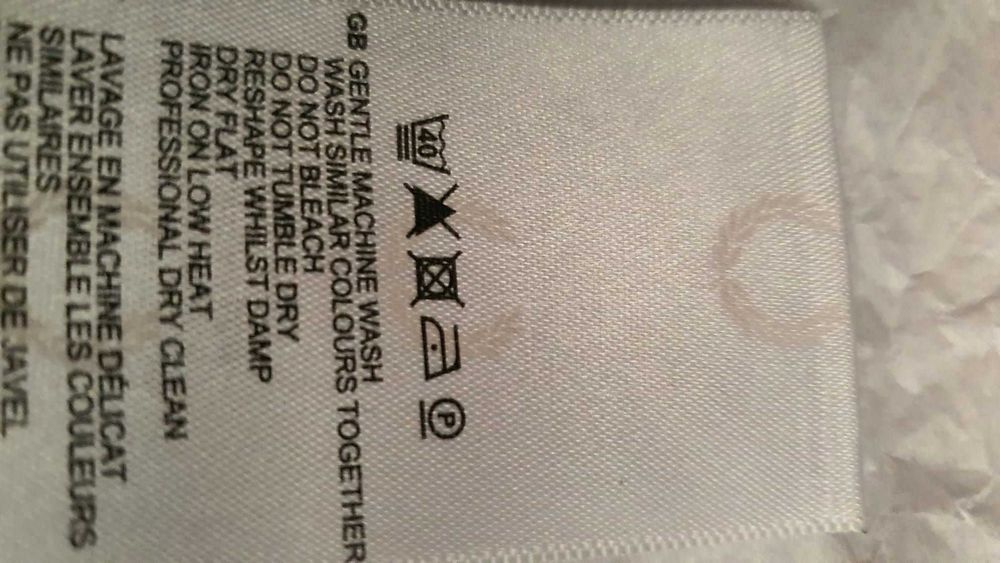 40
P
GB GENTLE MACHINE WASH
WASH SIMILAR COLOURS TOGETHER
DO NOT BLEACH
DO NOT TUMBLE DRY
RESHAPE WHILST DAMP
DRY FLAT
IRON ON LOW HEAT
PROFESSIONAL DRY CLEAN
LAVAGE EN MACHINE DÉLICAT
LAVER ENSEMBLE LES COULEURS
SIMILAIRES
NE PAS UTILISER DE JAVEL